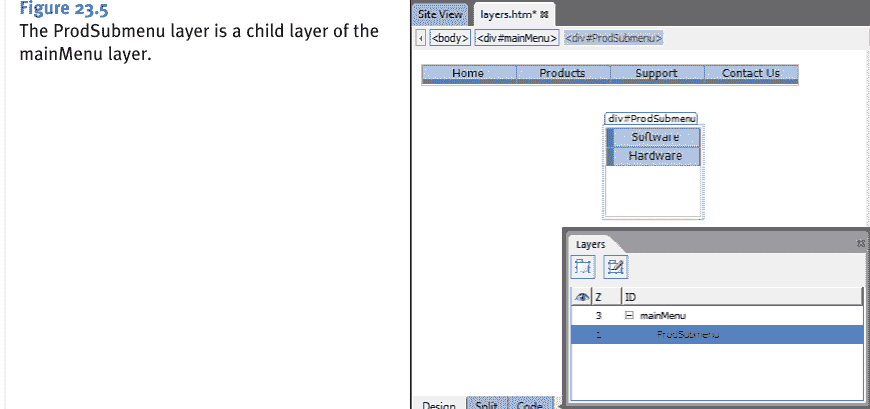 Figure 23.5
The ProdSubmenu layer is a child layer of the
mainMenu layer.
Site View layers.htm*
<body> <div#mainMenu> <div#ProdSubmenu>
Home Products Support Contact Us
div#ProdSubmenu
Software
Hardware
Layers
Z ID
3 mainMenu
1 ProdSubmenu
Design Split Code